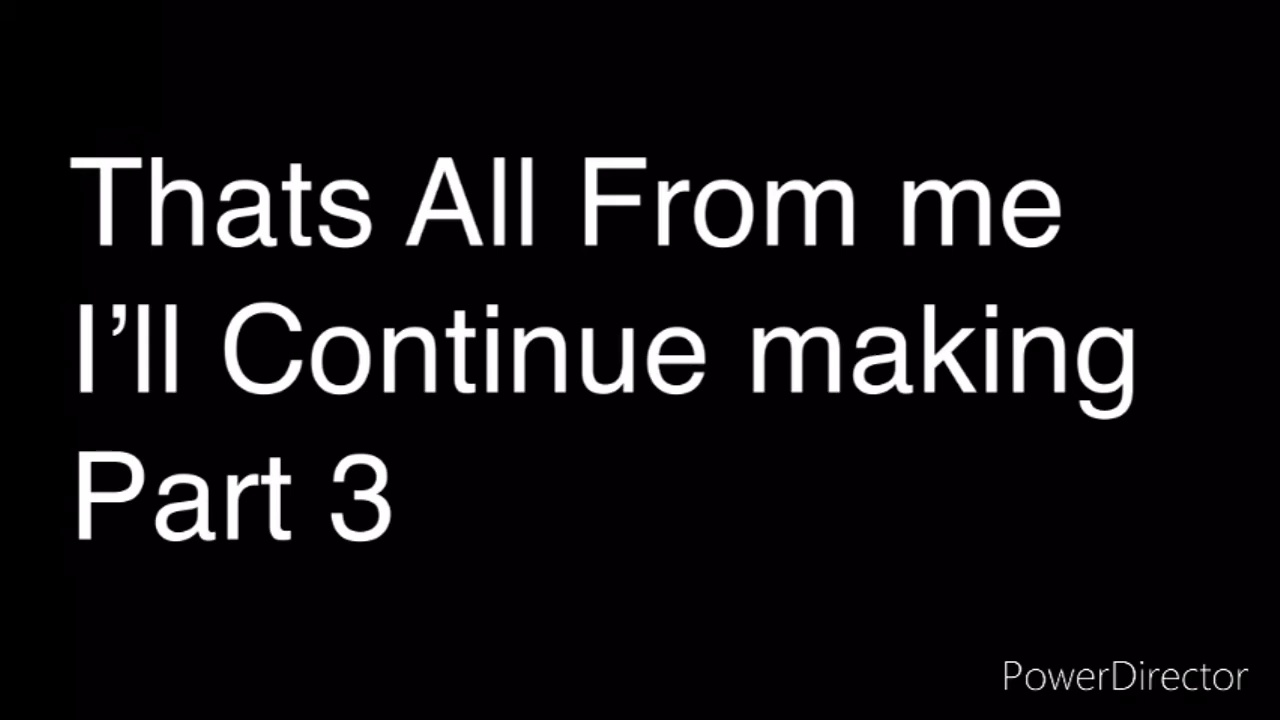 Thats All From me
I’ll Continue making
Part 3
PowerDirector